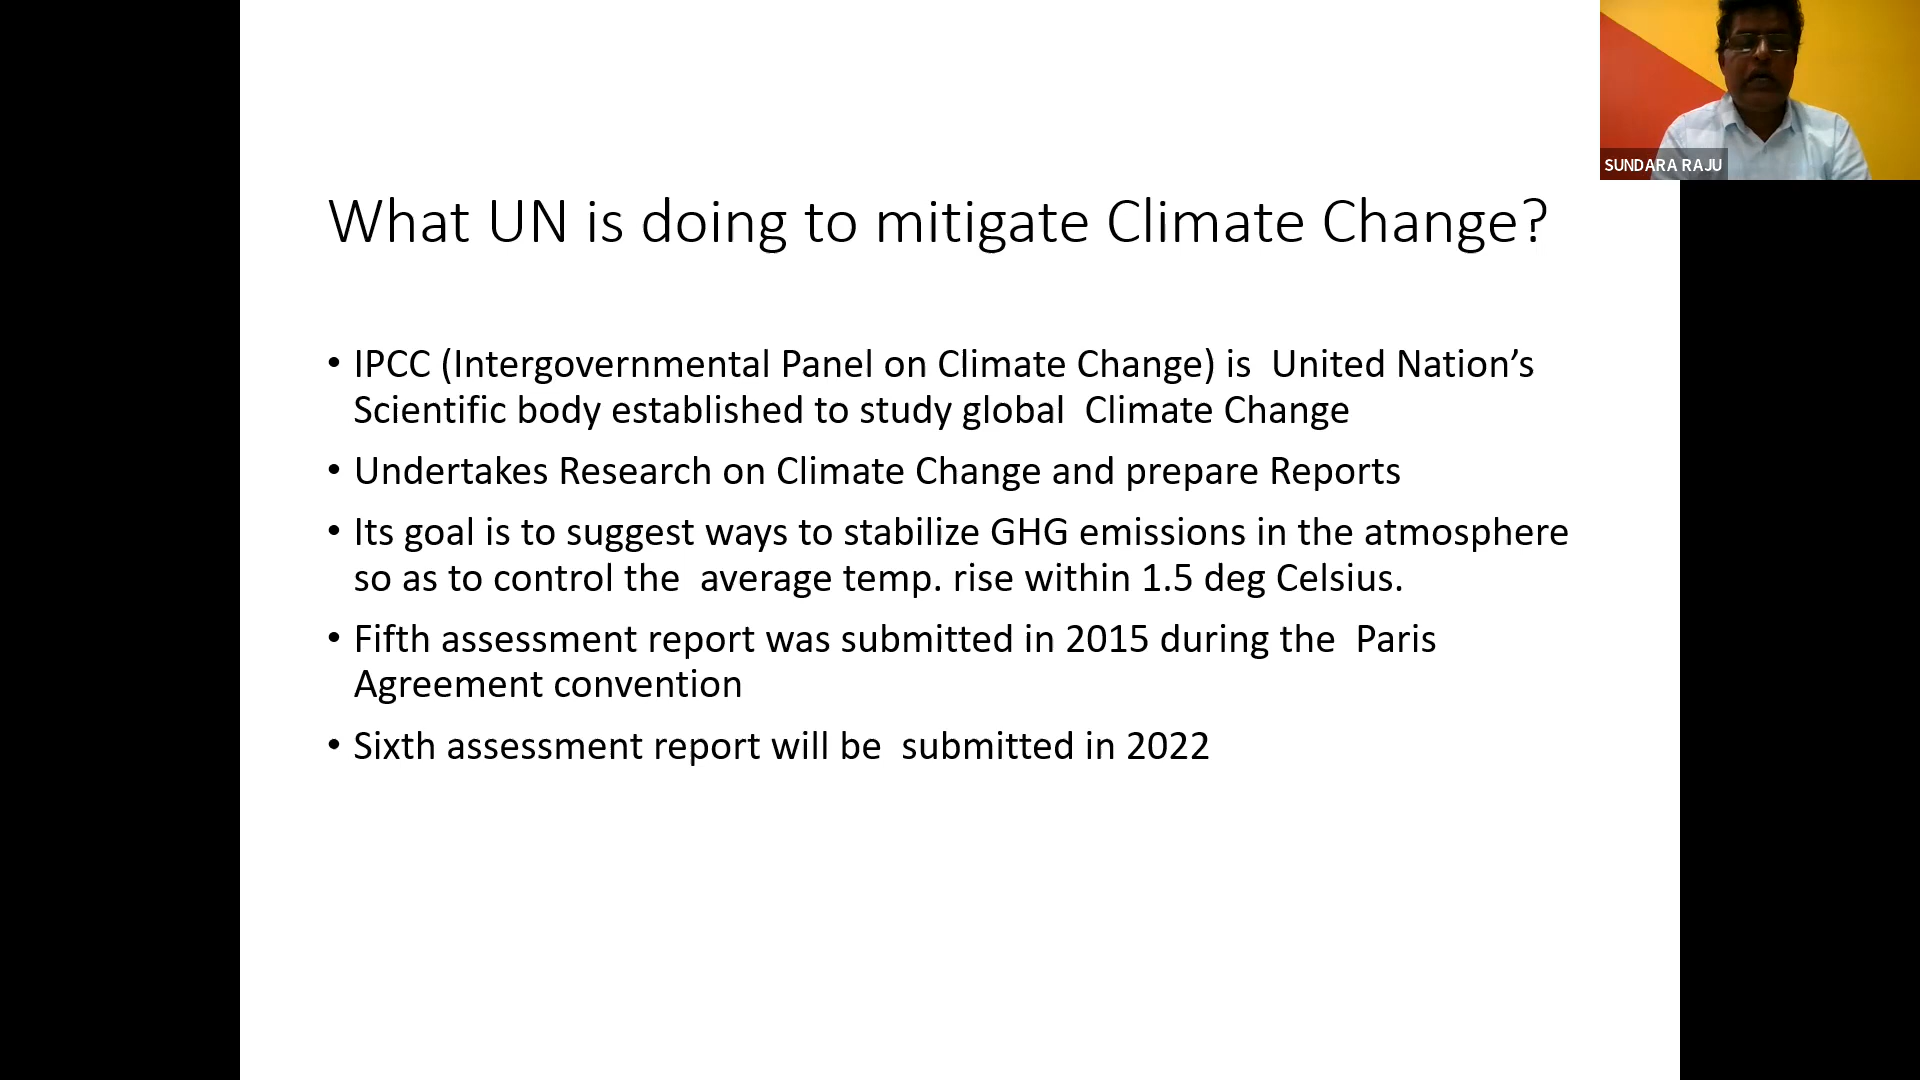 SUNDARA RAJU
What UN is doing to mitigate Climate Change?
• IPCC (Intergovernmental Panel on Climate Change) is  United Nation’s
Scientific body established to study global  Climate Change
• Undertakes Research on Climate Change and prepare Reports
• Its goal is to suggest ways to stabilize GHG emissions in the atmosphere
so as to control the  average temp. rise within 1.5 deg Celsius.
• Fifth assessment report was submitted in 2015 during the  Paris
Agreement convention
• Sixth assessment report will be  submitted in 2022